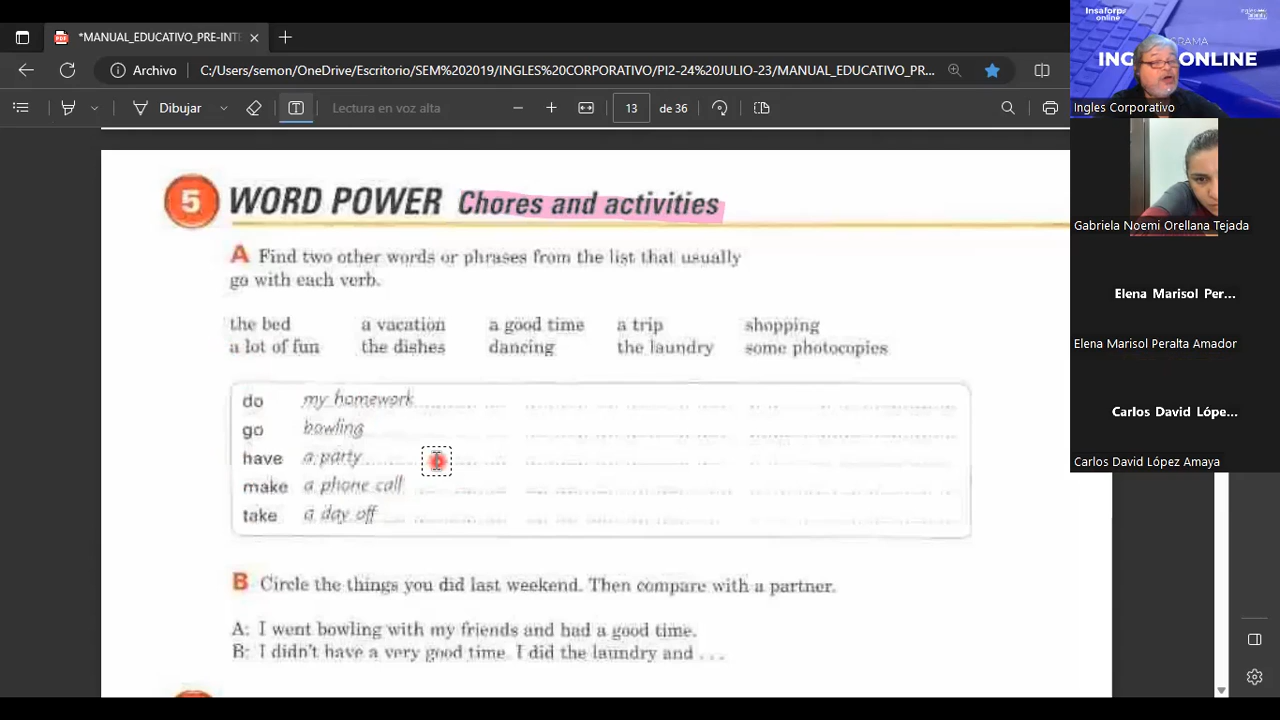 *MANUAL_EDUCATIVO_PRE-INTE
Archivo C:/Users/semon/OneDrive/Escritorio/SEM%2019/INGLES%20CORPORATIVO/PI2-24%20JULIO-23/MANUAL_EDUCATIVO_PR...
Dibujar Lectura en voz alta 13 de 36
5 WORD POWER Chores and activities
A Find two other words or phrases from the list that usually
go with each verb.
the bed a vacation a good time a trip shopping
a lot of fun the dishes dancing the laundry some photocopies
do my homework
go bowling
have a party
make a phone call
take a day off
B Circle the things you did last weekend. Then compare with a partner.
A: I went bowling with my friends and had a good time.
B: I didn't have a very good time. I did the laundry and . . .
Insaforp
online
ONLINE
Ingles Corporativo
Gabriela Noemi Orellana Tejada
Elena Marisol Per...
Elena Marisol Peralta Amador
Carlos David Lópe...
Carlos David López Amaya